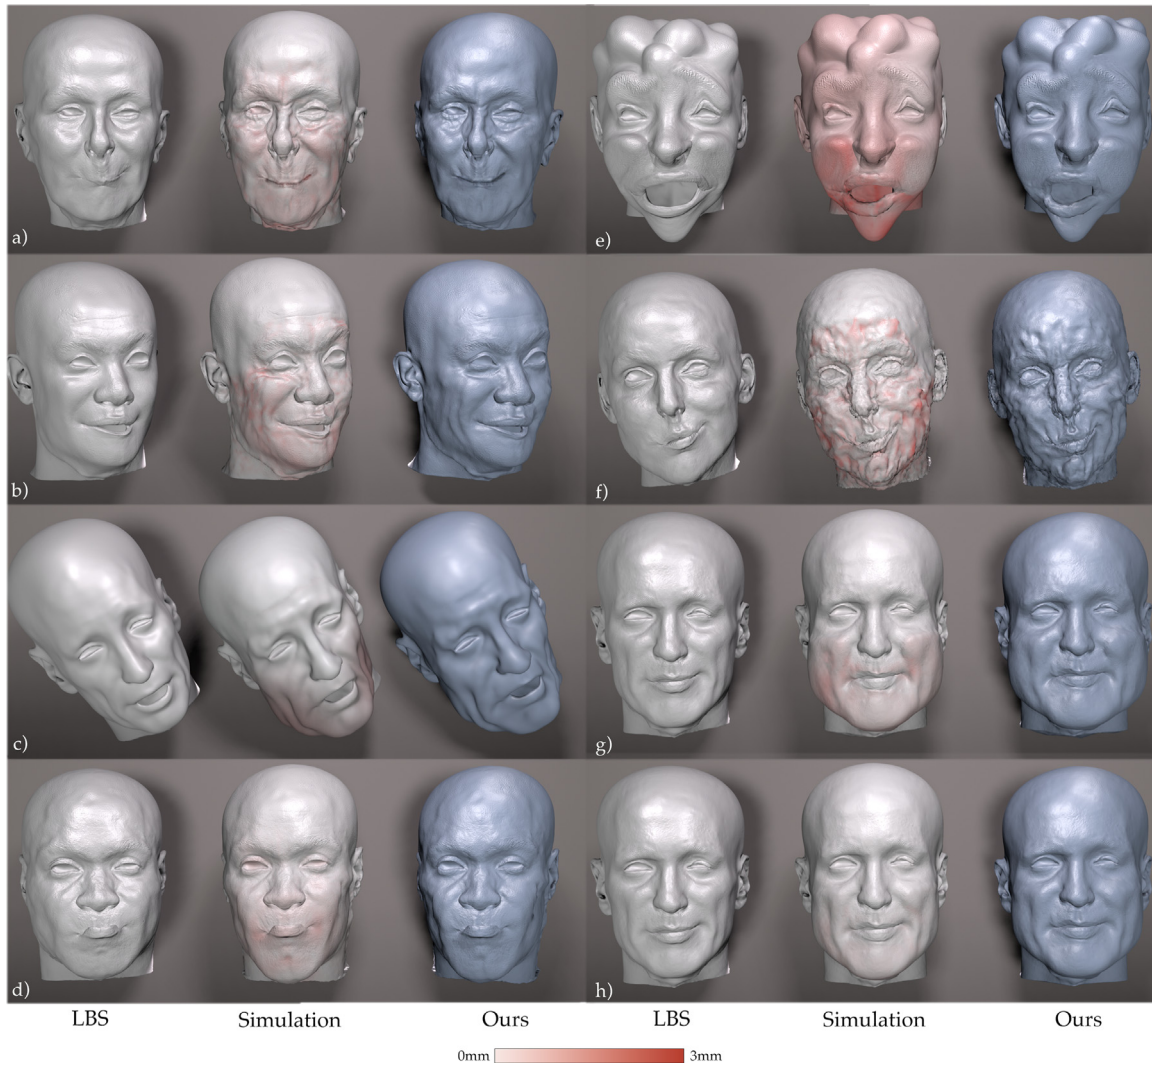 a)
e)
b)
f)
c)
g)
d)
h)
LBS Simulation Ours LBS Simulation Ours
0mm 3mm